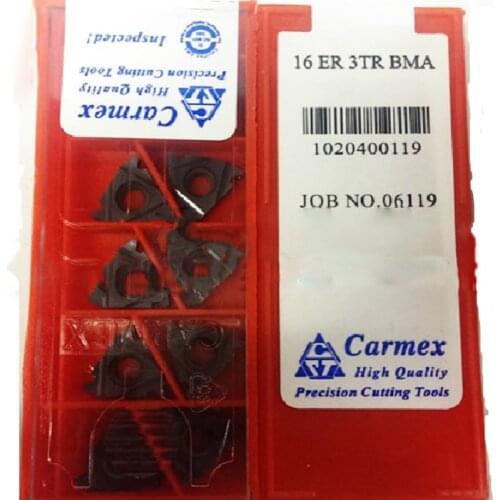 Carmex
High Quality
Precision Cutting Tools
Inspected!
16 ER 3TR BMA
1020400119
JOB NO.06119
Carmex
High Quality
Precision Cutting Tools